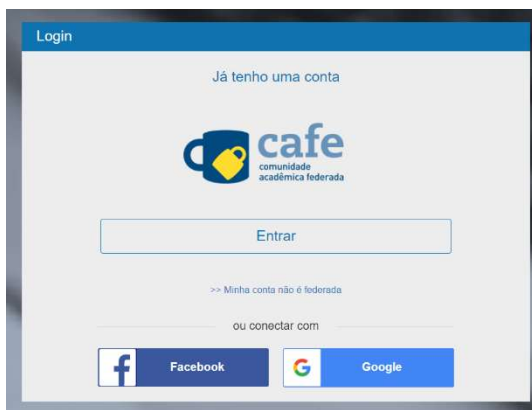 Login
Já tenho uma conta
cafe
comunidade
acadêmica federada
Entrar
>> Minha conta não é federada
ou conectar com
Facebook
Google